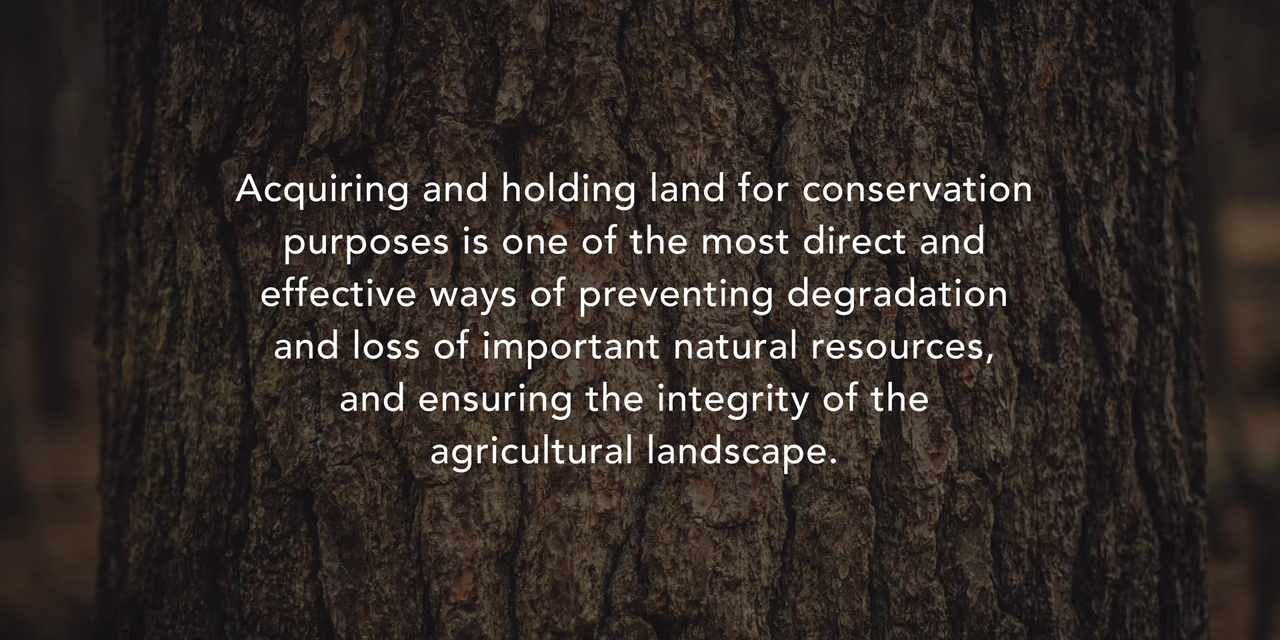 Acquiring and holding land for conservation
purposes is one of the most direct and
effective ways of preventing degradation
and loss of important natural resources,
and ensuring the integrity of the
agricultural landscape.